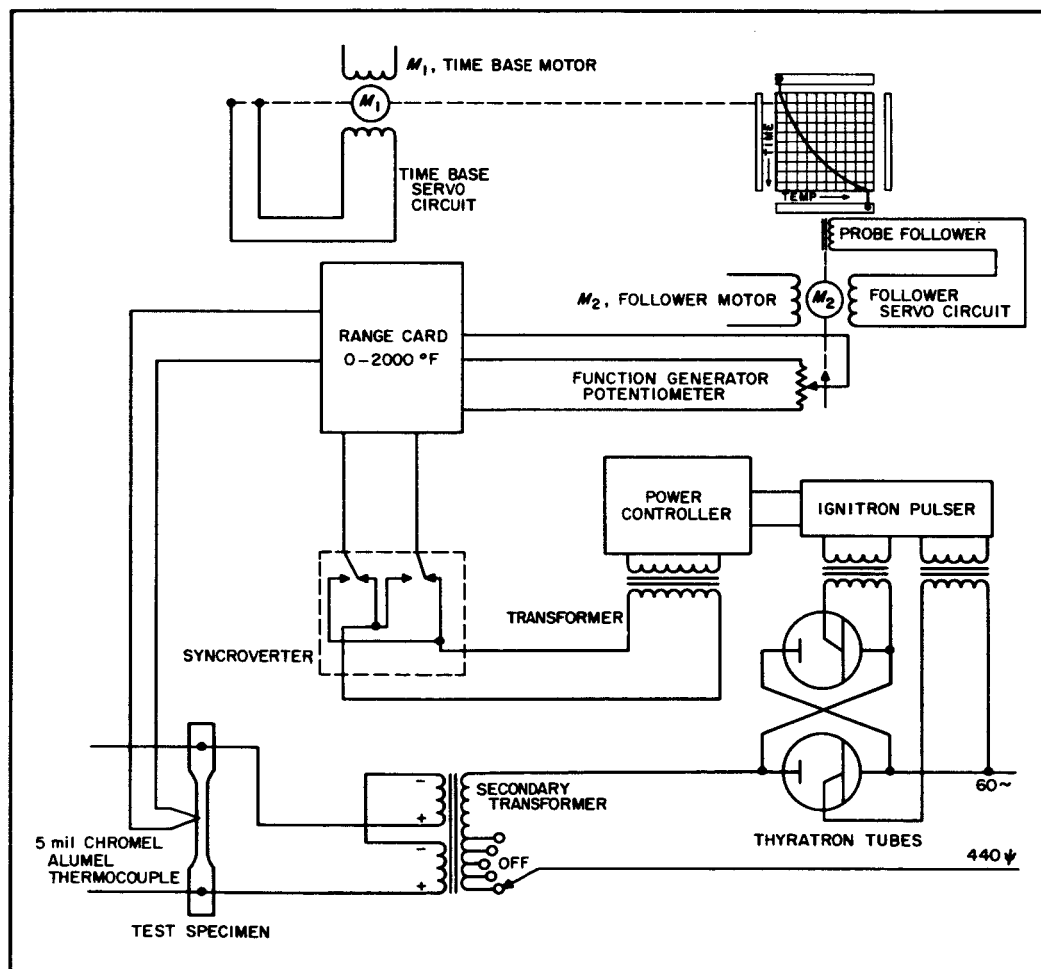 M1, TIME BASE MOTOR
M1
TIME BASE
SERVO
CIRCUIT
TIME
TEMP
PROBE FOLLOWER
M2, FOLLOWER MOTOR
M2
FOLLOWER
SERVO CIRCUIT
RANGE CARD
0-2000 °F
FUNCTION GENERATOR
POTENTIOMETER
POWER
CONTROLLER
IGNITRON PULSER
TRANSFORMER
SYNCROVERTER
SECONDARY
TRANSFORMER
- 
+
-
+
OFF
60~
THYRATRON TUBES
440 ψ
5 mil CHROMEL
ALUMEL
THERMOCOUPLE
TEST SPECIMEN